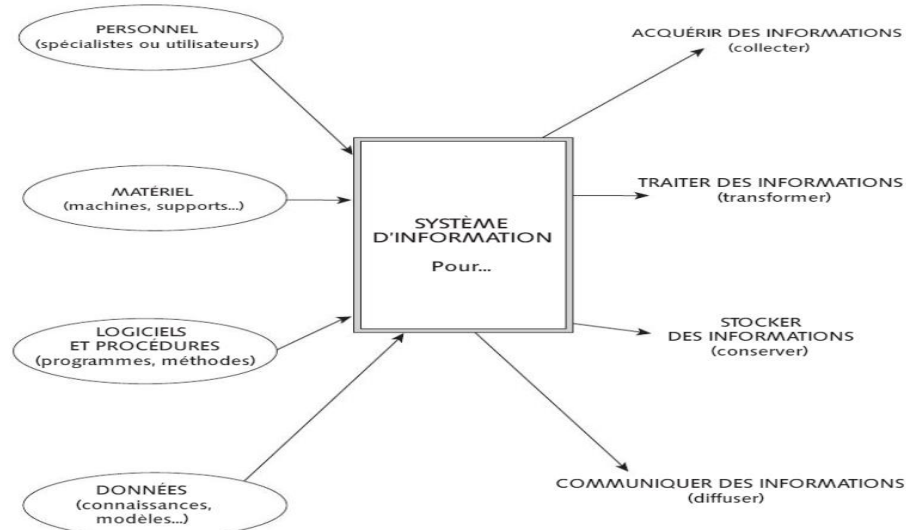 PERSONNEL
(spécialistes ou utilisateurs)
MATÉRIEL
(machines, supports...)
LOGICIELS
ET PROCÉDURES
(programmes, méthodes)
DONNÉES
(connaissances,
modèles...)
SYSTÈME
D'INFORMATION
Pour...
ACQUÉRIR DES INFORMATIONS
(collecter)
TRAITER DES INFORMATIONS
(transformer)
STOCKER
DES INFORMATIONS
(conserver)
COMMUNIQUER DES INFORMATIONS
(diffuser)